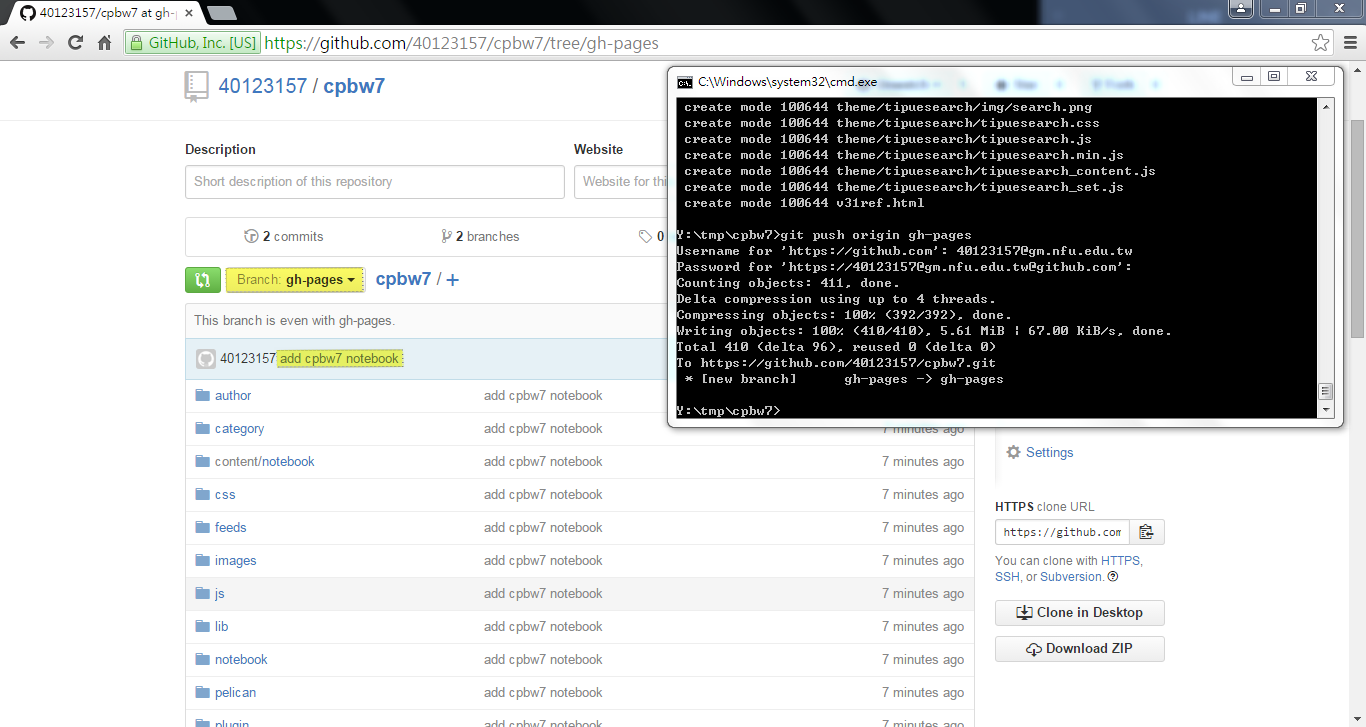 40123157/cpbw7 at gh-p
GitHub, Inc. [US] https://github.com/40123157/cpbw7/tree/gh-pages
40123157 / cpbw7
Description
Website
Short description of this repository
Website for thi
2 commits
2 branches
0
Branch: gh-pages
cpbw7 / +
This branch is even with gh-pages.
40123157 add cpbw7 notebook
author add cpbw7 notebook
category add cpbw7 notebook 7 minutes ago
content/notebook add cpbw7 notebook 7 minutes ago
css add cpbw7 notebook 7 minutes ago
feeds add cpbw7 notebook 7 minutes ago
images add cpbw7 notebook 7 minutes ago
js add cpbw7 notebook 7 minutes ago
lib add cpbw7 notebook 7 minutes ago
notebook add cpbw7 notebook 7 minutes ago
pelican add cpbw7 notebook 7 minutes ago
plugin add cpbw7 notebook 7 minutes ago
C:\Windows\system32\cmd.exe
create mode 100644 theme/tipuesearch/img/search.png
create mode 100644 theme/tipuesearch/tipuesearch.css
create mode 100644 theme/tipuesearch/tipuesearch.js
create mode 100644 theme/tipuesearch/tipuesearch.min.js
create mode 100644 theme/tipuesearch/tipuesearch_content.js
create mode 100644 theme/tipuesearch/tipuesearch_set.js
create mode 100644 v31ref.html
Y:\tmp\cpbw7>git push origin gh-pages
Username for 'https://github.com': 40123157@gm.nfu.edu.tw
Password for 'https://40123157@gm.nfu.edu.tw@github.com':
Counting objects: 411, done.
Delta compression using up to 4 threads.
Compressing objects: 100% (392/392), done.
Writing objects: 100% (410/410), 5.61 MiB | 67.00 KiB/s, done.
Total 410 (delta 96), reused 0 (delta 0)
To https://github.com/40123157/cpbw7.git
* [new branch] gh-pages -> gh-pages
Y:\tmp\cpbw7>
Settings
HTTPS clone URL
https://github.com
You can clone with HTTPS,
SSH, or Subversion.
Clone in Desktop
Download ZIP